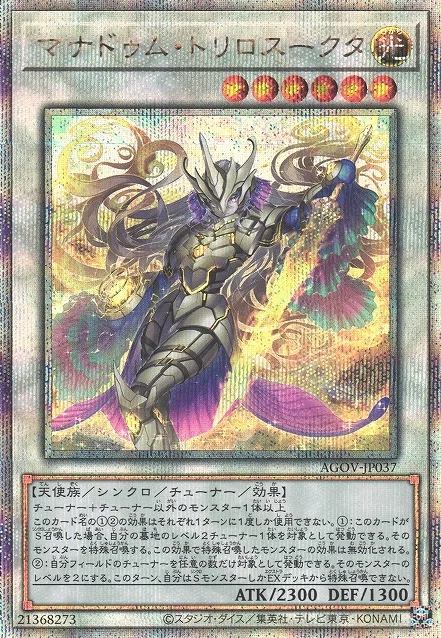 マナドゥム・トリロスークタ
光
AGOV-JP037
【天使族／シンクロ／チューナー／効果】
チューナー＋チューナー以外のモンスター1体以上
このカード名の①②の効果はそれぞれ1ターンに1度しか使用できない。①：このカードが
S召喚した場合、自分の墓地のレベル2チューナー1体を対象として発動できる。その
モンスターを特殊召喚する。この効果で特殊召喚したモンスターの効果は無効化される。
②：自分フィールドのチューナーを任意の数だけ対象として発動できる。そのモンスターの
レベルを2にする。このターン、自分はSモンスターしかEXデッキから特殊召喚できない。
ATK/2300 DEF/1300
21368273
©スタジオ・ダイス／集英社・テレビ東京・KONAMI